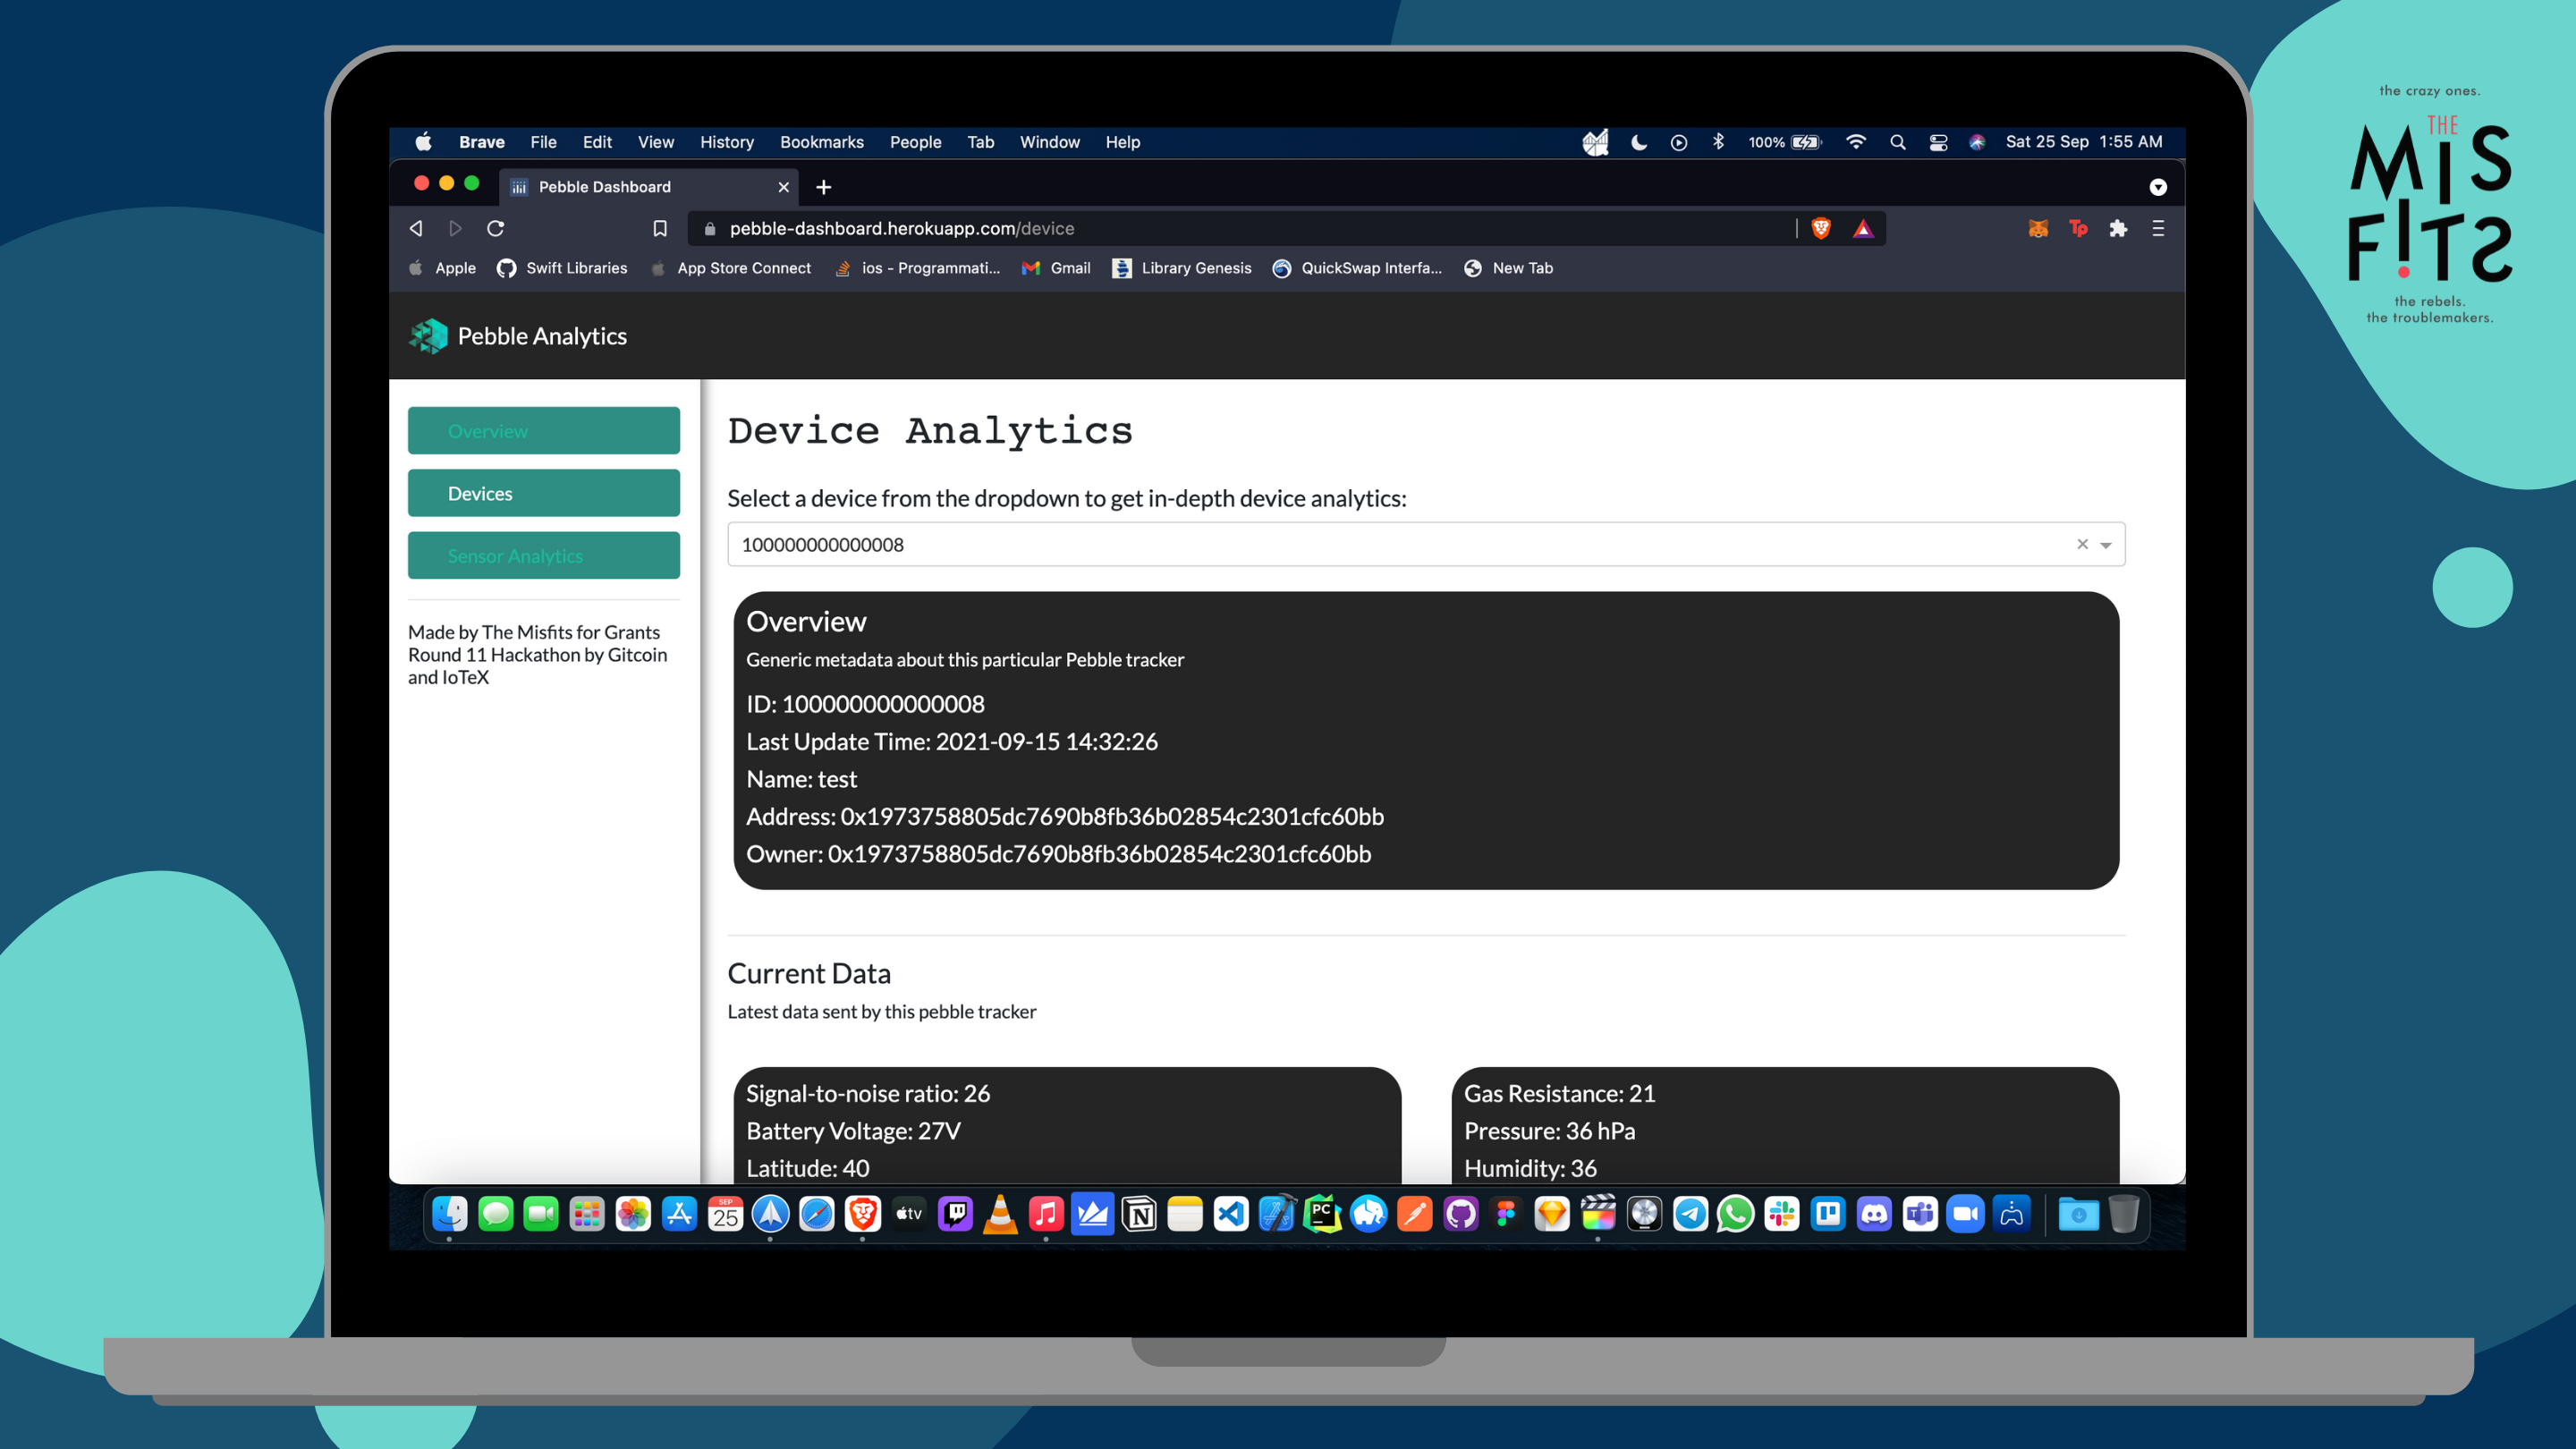 the crazy ones.
THE
MIS
FITS
the rebels.
the troublemakers.
Brave File Edit View History Bookmarks People Tab Window Help 100% Sat 25 Sep 1:55 AM
Pebble Dashboard
pebble-dashboard.herokuapp.com/device
Tp
Apple Swift Libraries App Store Connect ios - Programmati... Gmail Library Genesis QuickSwap Interfa... New Tab
Pebble Analytics
Overview
Devices
Sensor Analytics
Made by The Misfits for Grants
Round 11 Hackathon by Gitcoin
and IoTeX
Device Analytics
Select a device from the dropdown to get in-depth device analytics:
100000000000008
Overview
Generic metadata about this particular Pebble tracker
ID: 100000000000008
Last Update Time: 2021-09-15 14:32:26
Name: test
Address: 0x1973758805dc7690b8fb36b02854c2301cfc60bb
Owner: 0x1973758805dc7690b8fb36b02854c2301cfc60bb
Current Data
Latest data sent by this pebble tracker
Signal-to-noise ratio: 26
Battery Voltage: 27V
Latitude: 40
Gas Resistance: 21
Pressure: 36 hPa
Humidity: 36
SEP
25
tv
PC